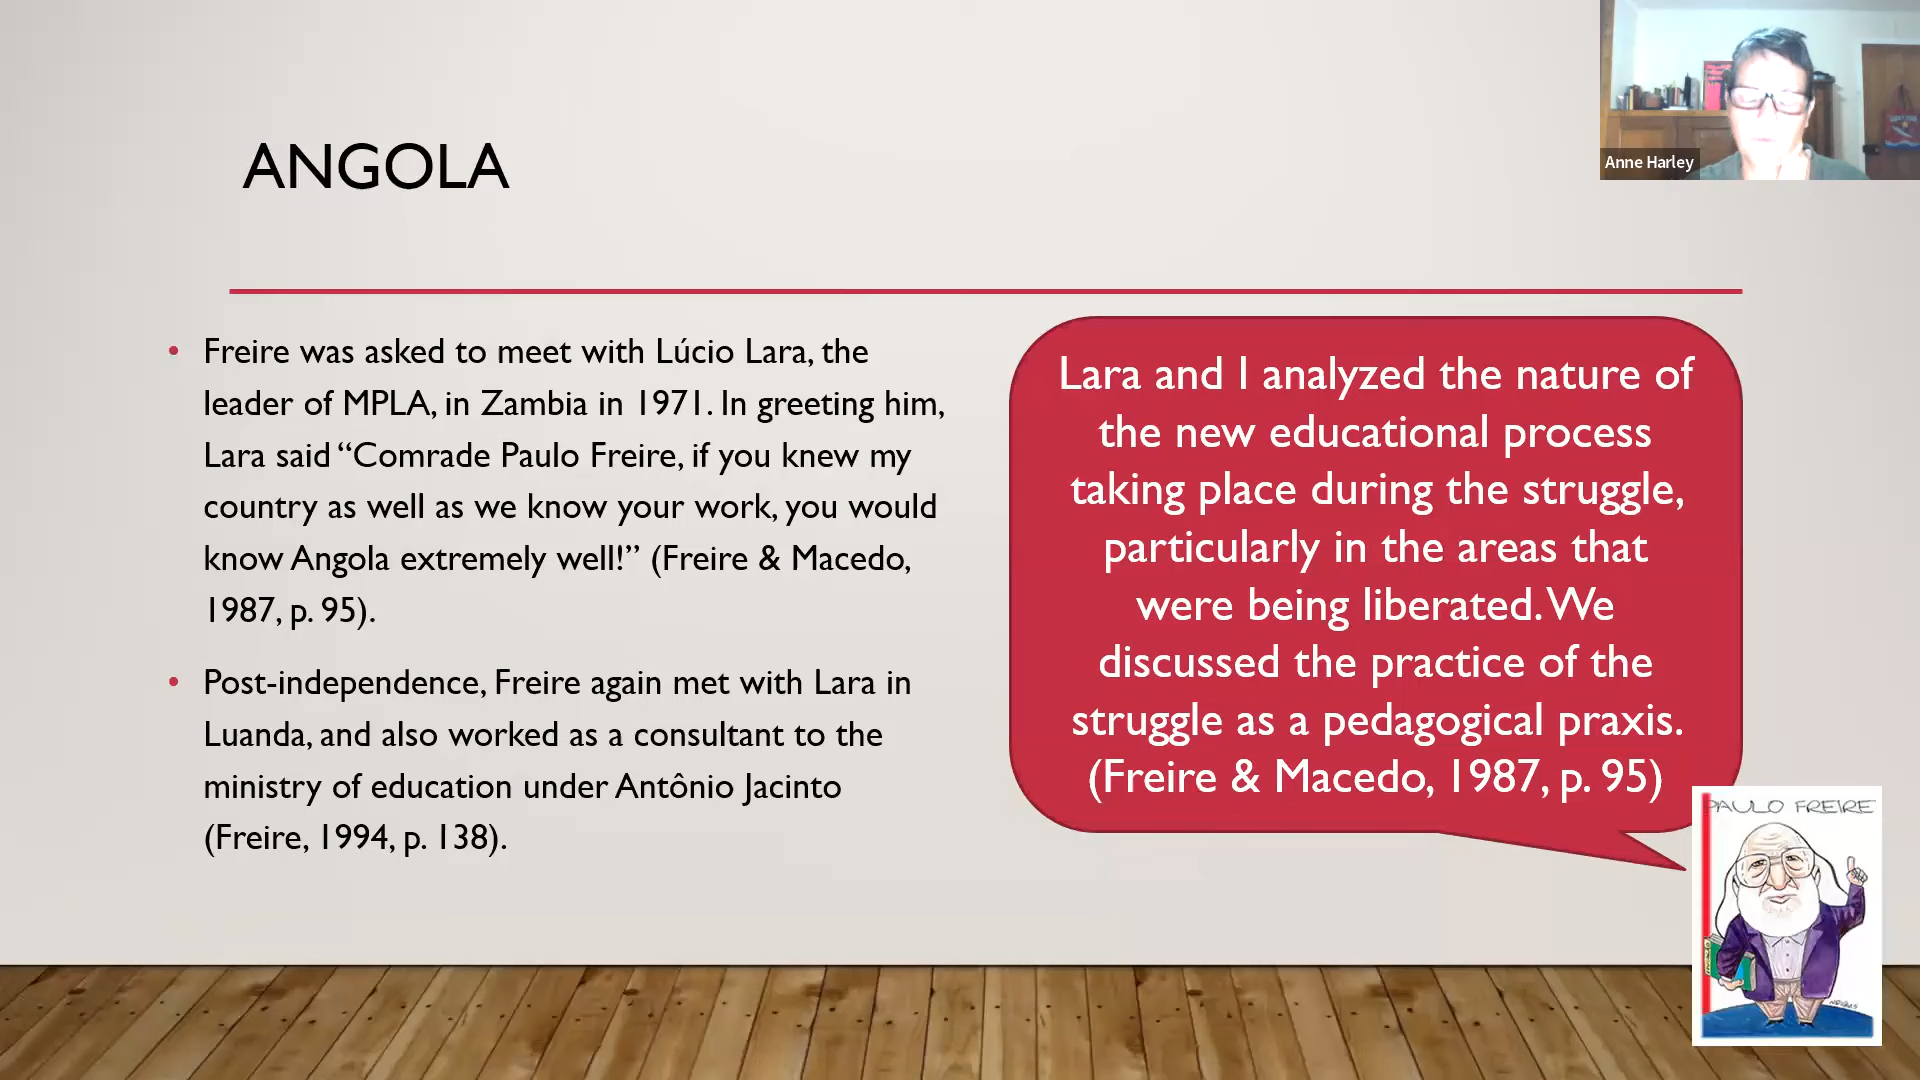 Anne Harley
ANGOLA
• Freire was asked to meet with Lúcio Lara, the
leader of MPLA, in Zambia in 1971. In greeting him,
Lara said “Comrade Paulo Freire, if you knew my
country as well as we know your work, you would
know Angola extremely well!” (Freire & Macedo,
1987, p. 95).
• Post-independence, Freire again met with Lara in
Luanda, and also worked as a consultant to the
ministry of education under Antônio Jacinto
(Freire, 1994, p. 138).
Lara and I analyzed the nature of
the new educational process
taking place during the struggle,
particularly in the areas that
were being liberated. We
discussed the practice of the
struggle as a pedagogical praxis.
(Freire & Macedo, 1987, p. 95)
PAULO FREIRE